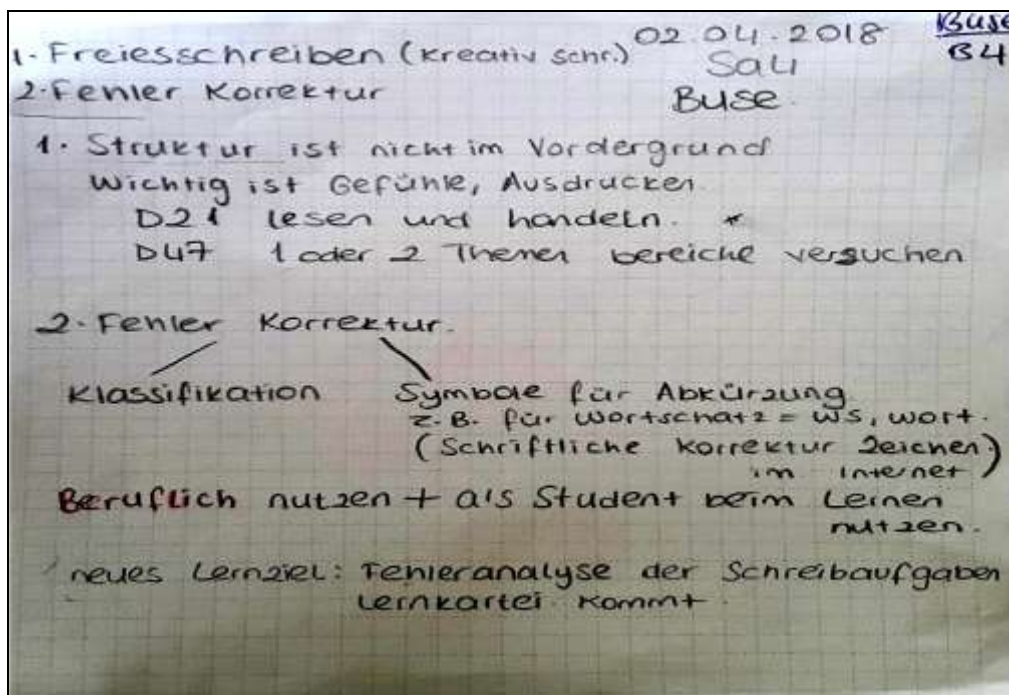 1. Freiesschreiben (kreativ schr.) 02.04.2018 Buse
Salı B4
2. Fehler Korrektur Buse.
1. Struktur ist nicht im Vordergrund
Wichtig ist Gefühle, Ausdrücken.
D21 lesen und handeln. *
D47 1 oder 2 Themen bereiche versuchen
2. Fehler Korrektur.
Klassifikation Symbole für Abkürzung
z.B. für Wortschatz = WS, wort.
(Schriftliche Korrektur Zeichen.
im Internet)
Beruflich nutzen + als Student beim Lernen
nutzen.
neues Lernziel: Fehleranalyse der Schreibaufgaben
Lernkartei kommt.